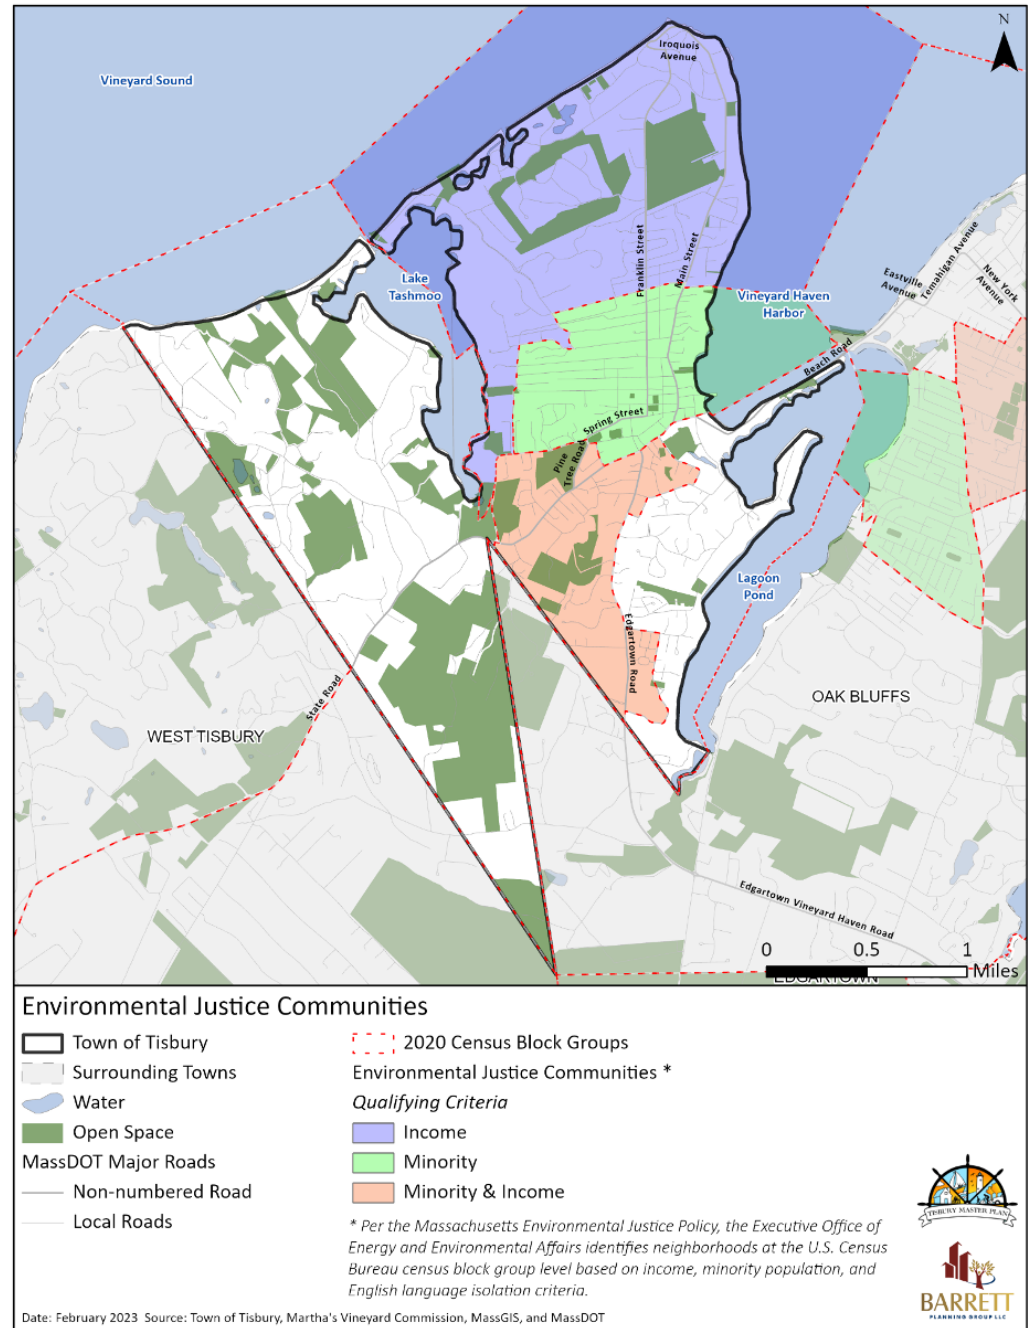 N
Iroquois
Avenue
Vineyard Sound
Franklin Street
Main Street
Lake
Tashmoo
Vineyard Haven
Harbor
Eastville
Avenue
Temahigan Avenue
New York
Avenue
Beach Road
Spring Street
Pine
Tree Road
Lagoon
Pond
Edgartown Road
OAK BLUFFS
State Road
WEST TISBURY
Edgartown Vineyard Haven Road
0 0.5 1
Miles
EDGARTOWN
Environmental Justice Communities
Town of Tisbury
Surrounding Towns
Water
Open Space
MassDOT Major Roads
Non-numbered Road
Local Roads
2020 Census Block Groups
Environmental Justice Communities *
Qualifying Criteria
Income
Minority
Minority & Income
* Per the Massachusetts Environmental Justice Policy, the Executive Office of
Energy and Environmental Affairs identifies neighborhoods at the U.S. Census
Bureau census block group level based on income, minority population, and
English language isolation criteria.
TISBURY MASTER PLAN
BARRETT
PLANNING GROUP LLC
Date: February 2023 Source: Town of Tisbury, Martha's Vineyard Commission, MassGIS, and MassDOT